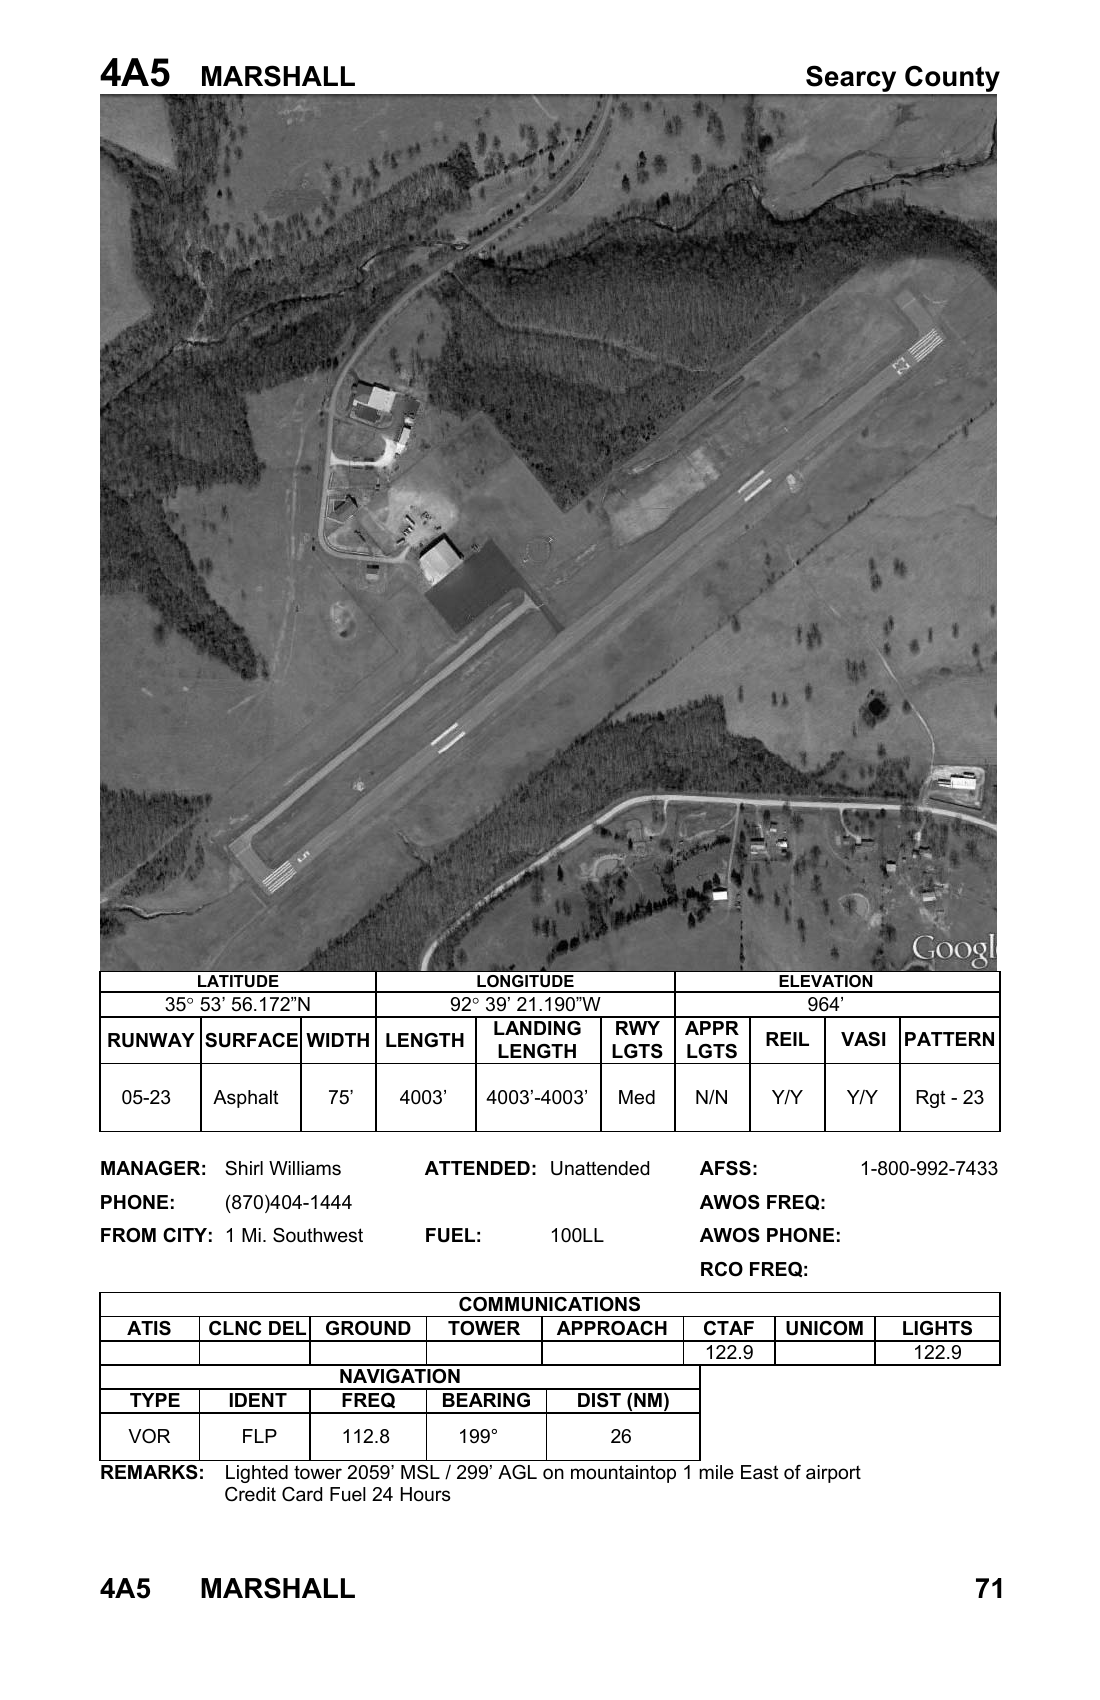 4A5 MARSHALL Searcy County
23
5
Google
LATITUDE LONGITUDE ELEVATION
35° 53’ 56.172”N 92° 39’ 21.190”W 964’
RUNWAY SURFACE WIDTH LENGTH LANDING LENGTH RWY LGTS APPR LGTS REIL VASI PATTERN
05-23 Asphalt 75’ 4003’ 4003’-4003’ Med N/N Y/Y Y/Y Rgt - 23
MANAGER: Shirl Williams ATTENDED: Unattended AFSS: 1-800-992-7433
PHONE: (870)404-1444 AWOS FREQ:
FROM CITY: 1 Mi. Southwest FUEL: 100LL AWOS PHONE:
RCO FREQ:
COMMUNICATIONS
ATIS CLNC DEL GROUND TOWER APPROACH CTAF UNICOM LIGHTS
122.9 122.9
NAVIGATION
TYPE IDENT FREQ BEARING DIST (NM)
VOR FLP 112.8 199° 26
REMARKS: Lighted tower 2059’ MSL / 299’ AGL on mountaintop 1 mile East of airport
Credit Card Fuel 24 Hours
4A5 MARSHALL 71